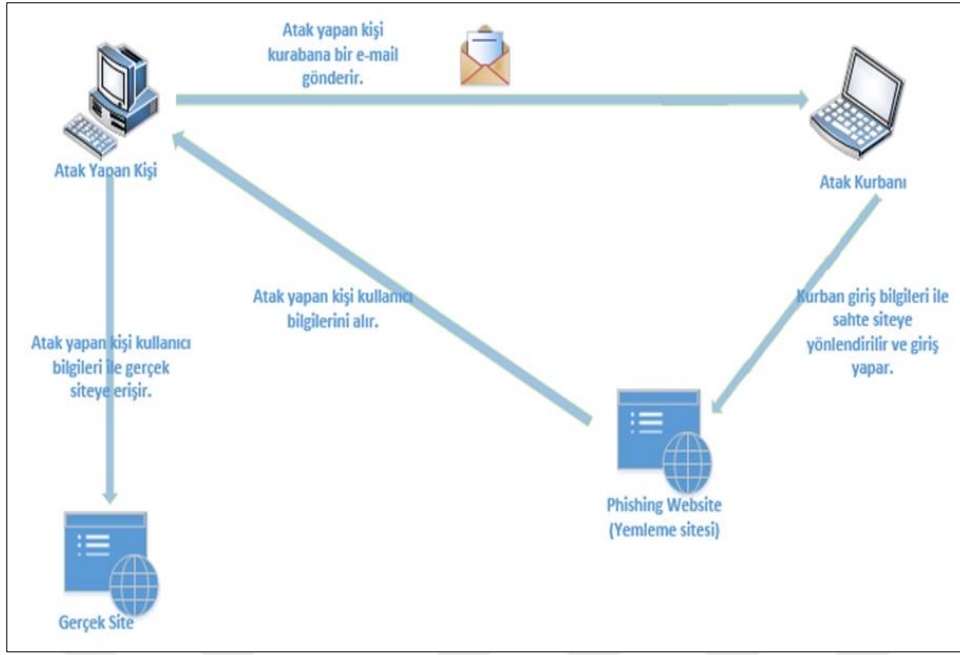 Atak yapan kişi
kurabana bir e-mail
gönderir.
Atak Yapan Kişi
Atak Kurbanı
Atak yapan kişi kullanıcı
bilgilerini alır.
Kurban giriş bilgileri ile
sahte siteye
yönlendirilir ve giriş
yapar.
Atak yapan kişi kullanıcı
bilgileri ile gerçek
siteye erişir.
Phishing Website
(Yemleme sitesi)
Gerçek Site